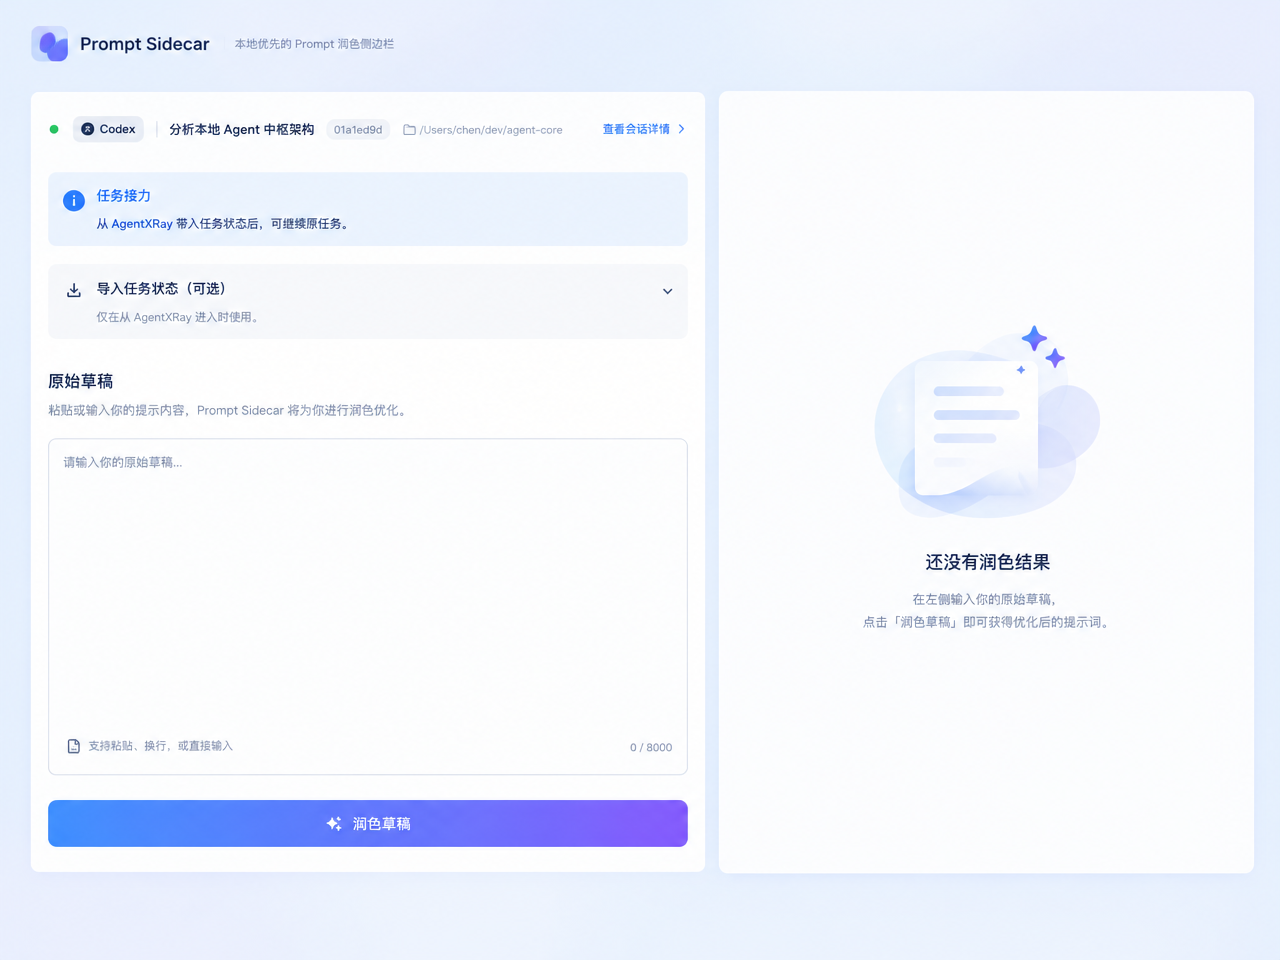 Prompt Sidecar
本地优先的 Prompt 润色侧边栏
Codex
分析本地 Agent 中枢架构
01a1ed9d
/Users/chen/dev/agent-core
查看会话详情
任务接力
从 AgentXRay 带入任务状态后，可继续原任务。
导入任务状态（可选）
仅在从 AgentXRay 进入时使用。
原始草稿
粘贴或输入你的提示内容，Prompt Sidecar 将为你进行润色优化。
请输入你的原始草稿...
支持粘贴、换行，或直接输入
0 / 8000
润色草稿
还没有润色结果
在左侧输入你的原始草稿，
点击「润色草稿」即可获得优化后的提示词。